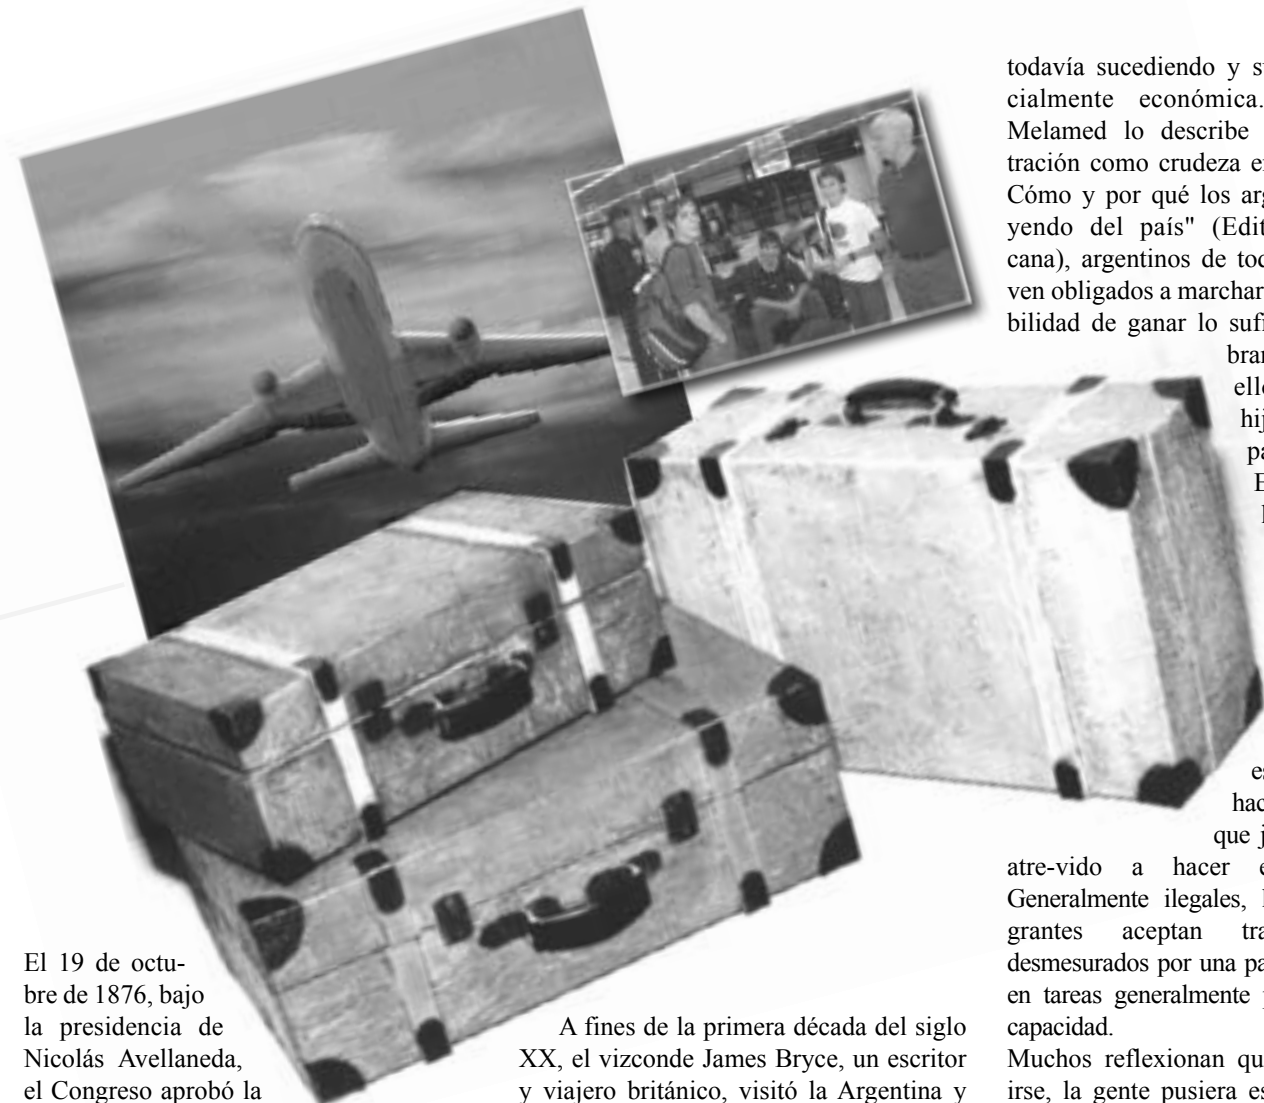 El 19 de octu-
bre de 1876, bajo
la presidencia de
Nicolás Avellaneda,
el Congreso aprobó la
A fines de la primera década del siglo
XX, el vizconde James Bryce, un escritor
y viajero británico, visitó la Argentina y
todavía sucediendo y
cialmente económica.
Melamed lo describe
tración como crudeza
Cómo y por qué los arg
yendo del país" (Edit
cana), argentinos de tod
ven obligados a marchar
bilidad de ganar lo sufi
bran
ello
hij
pa
E
es
hac
que j
atre-vido a hacer e
Generalmente ilegales,
grantes aceptan tra
desmesurados por una pa
en tareas generalmente
capacidad.
Muchos reflexionan qu
irse, la gente pusiera es